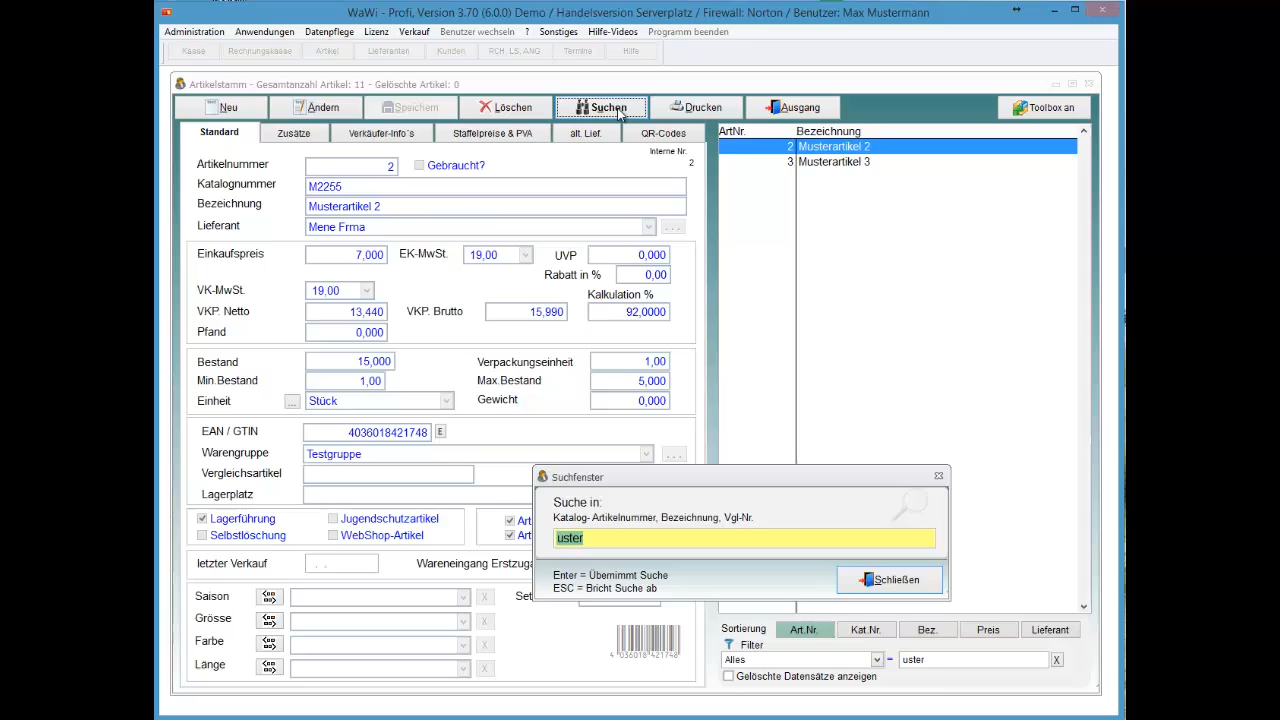 WaWi - Profi, Version 3.70 (6.0.0) Demo / Handelsversion Serverplatz / Firewall: Norton / Benutzer: Max Mustermann
Administration Anwendungen Datenpflege Lizenz Verkauf Benutzer wechseln ? Sonstiges Hilfe-Videos Programm beenden
Kasse Rechnungskasse Artikel Lieferanten Kunden RCH, LS, ANG Termine Hilfe
Artikelstamm - Gesamtanzahl Artikel: 11 - Gelöschte Artikel: 0
Neu Ändern Speichern Löschen Suchen Drucken Ausgang Toolbox an
Standard Zusätze Verkäufer-Info´s Staffelpreise & PVA alt. Lief. QR-Codes
ArtNr. Bezeichnung
2 Musterartikel 2
3 Musterartikel 3
Interne Nr.
2
Artikelnummer 2 Gebraucht?
Katalognummer M2255
Bezeichnung Musterartikel 2
Lieferant Mene Frma ...
Einkaufspreis 7,000 EK-MwSt. 19,00 UVP 0,000
Rabatt in % 0,00
VK-MwSt. 19,00 Kalkulation %
VKP. Netto 13,440 VKP. Brutto 15,990 92,0000
Pfand 0,000
Bestand 15,000 Verpackungseinheit 1,00
Min.Bestand 1,00 Max.Bestand 5,000
Einheit ... Stück Gewicht 0,000
EAN / GTIN 4036018421748 E
Warengruppe Testgruppe ...
Vergleichsartikel
Lagerplatz
Lagerführung Jugendschutzartikel Art
Selbstlöschung WebShop-Artikel Art
letzter Verkauf . . Wareneingang Erstzuga
Saison X Set
Grösse X
Farbe X
Länge X
4 036018 421748
Suchfenster
Suche in:
Katalog- Artikelnummer, Bezeichnung, Vgl-Nr.
uster
Enter = Übernimmt Suche
ESC = Bricht Suche ab
Schließen
Sortierung Art.Nr. Kat.Nr. Bez. Preis Lieferant
Filter
Alles = uster X
Gelöschte Datensätze anzeigen